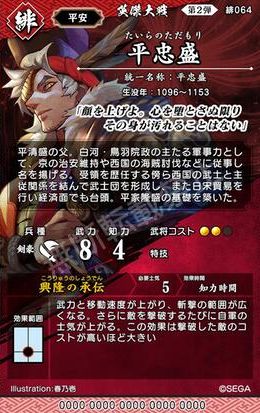 緋
平安
英傑大戦
第2弾
緋064
たいらのただもり
平忠盛
統一名称：平忠盛
生没年：1096～1153
「顔を上げよ。心を堕とさぬ限り
その身が汚れることはない」
平清盛の父。白河・鳥羽院政の主たる軍事力とし
て、京の治安維持や西国の海賊討伐などに従事し
名を揚げる。受領を歴任する傍ら西国の武士と主
従関係を結んで武士団を形成し、また日宋貿易を
行い経済面でも台頭。平家隆盛の基礎を築いた。
兵種 武力 知力 武将コスト
剣豪 8 4
こうりゅうのしょうでん 必要士気 効果時間
興隆の承伝 5 知力時間
効果範囲
武力と移動速度が上がり、斬撃の範囲が広
くなる。さらに敵を撃破するたびに自軍の
士気が上がる。この効果は撃破した敵のコ
ストが高いほど大きい
Illustration:春乃壱
©SEGA
0000-0000-0000-0000-0000